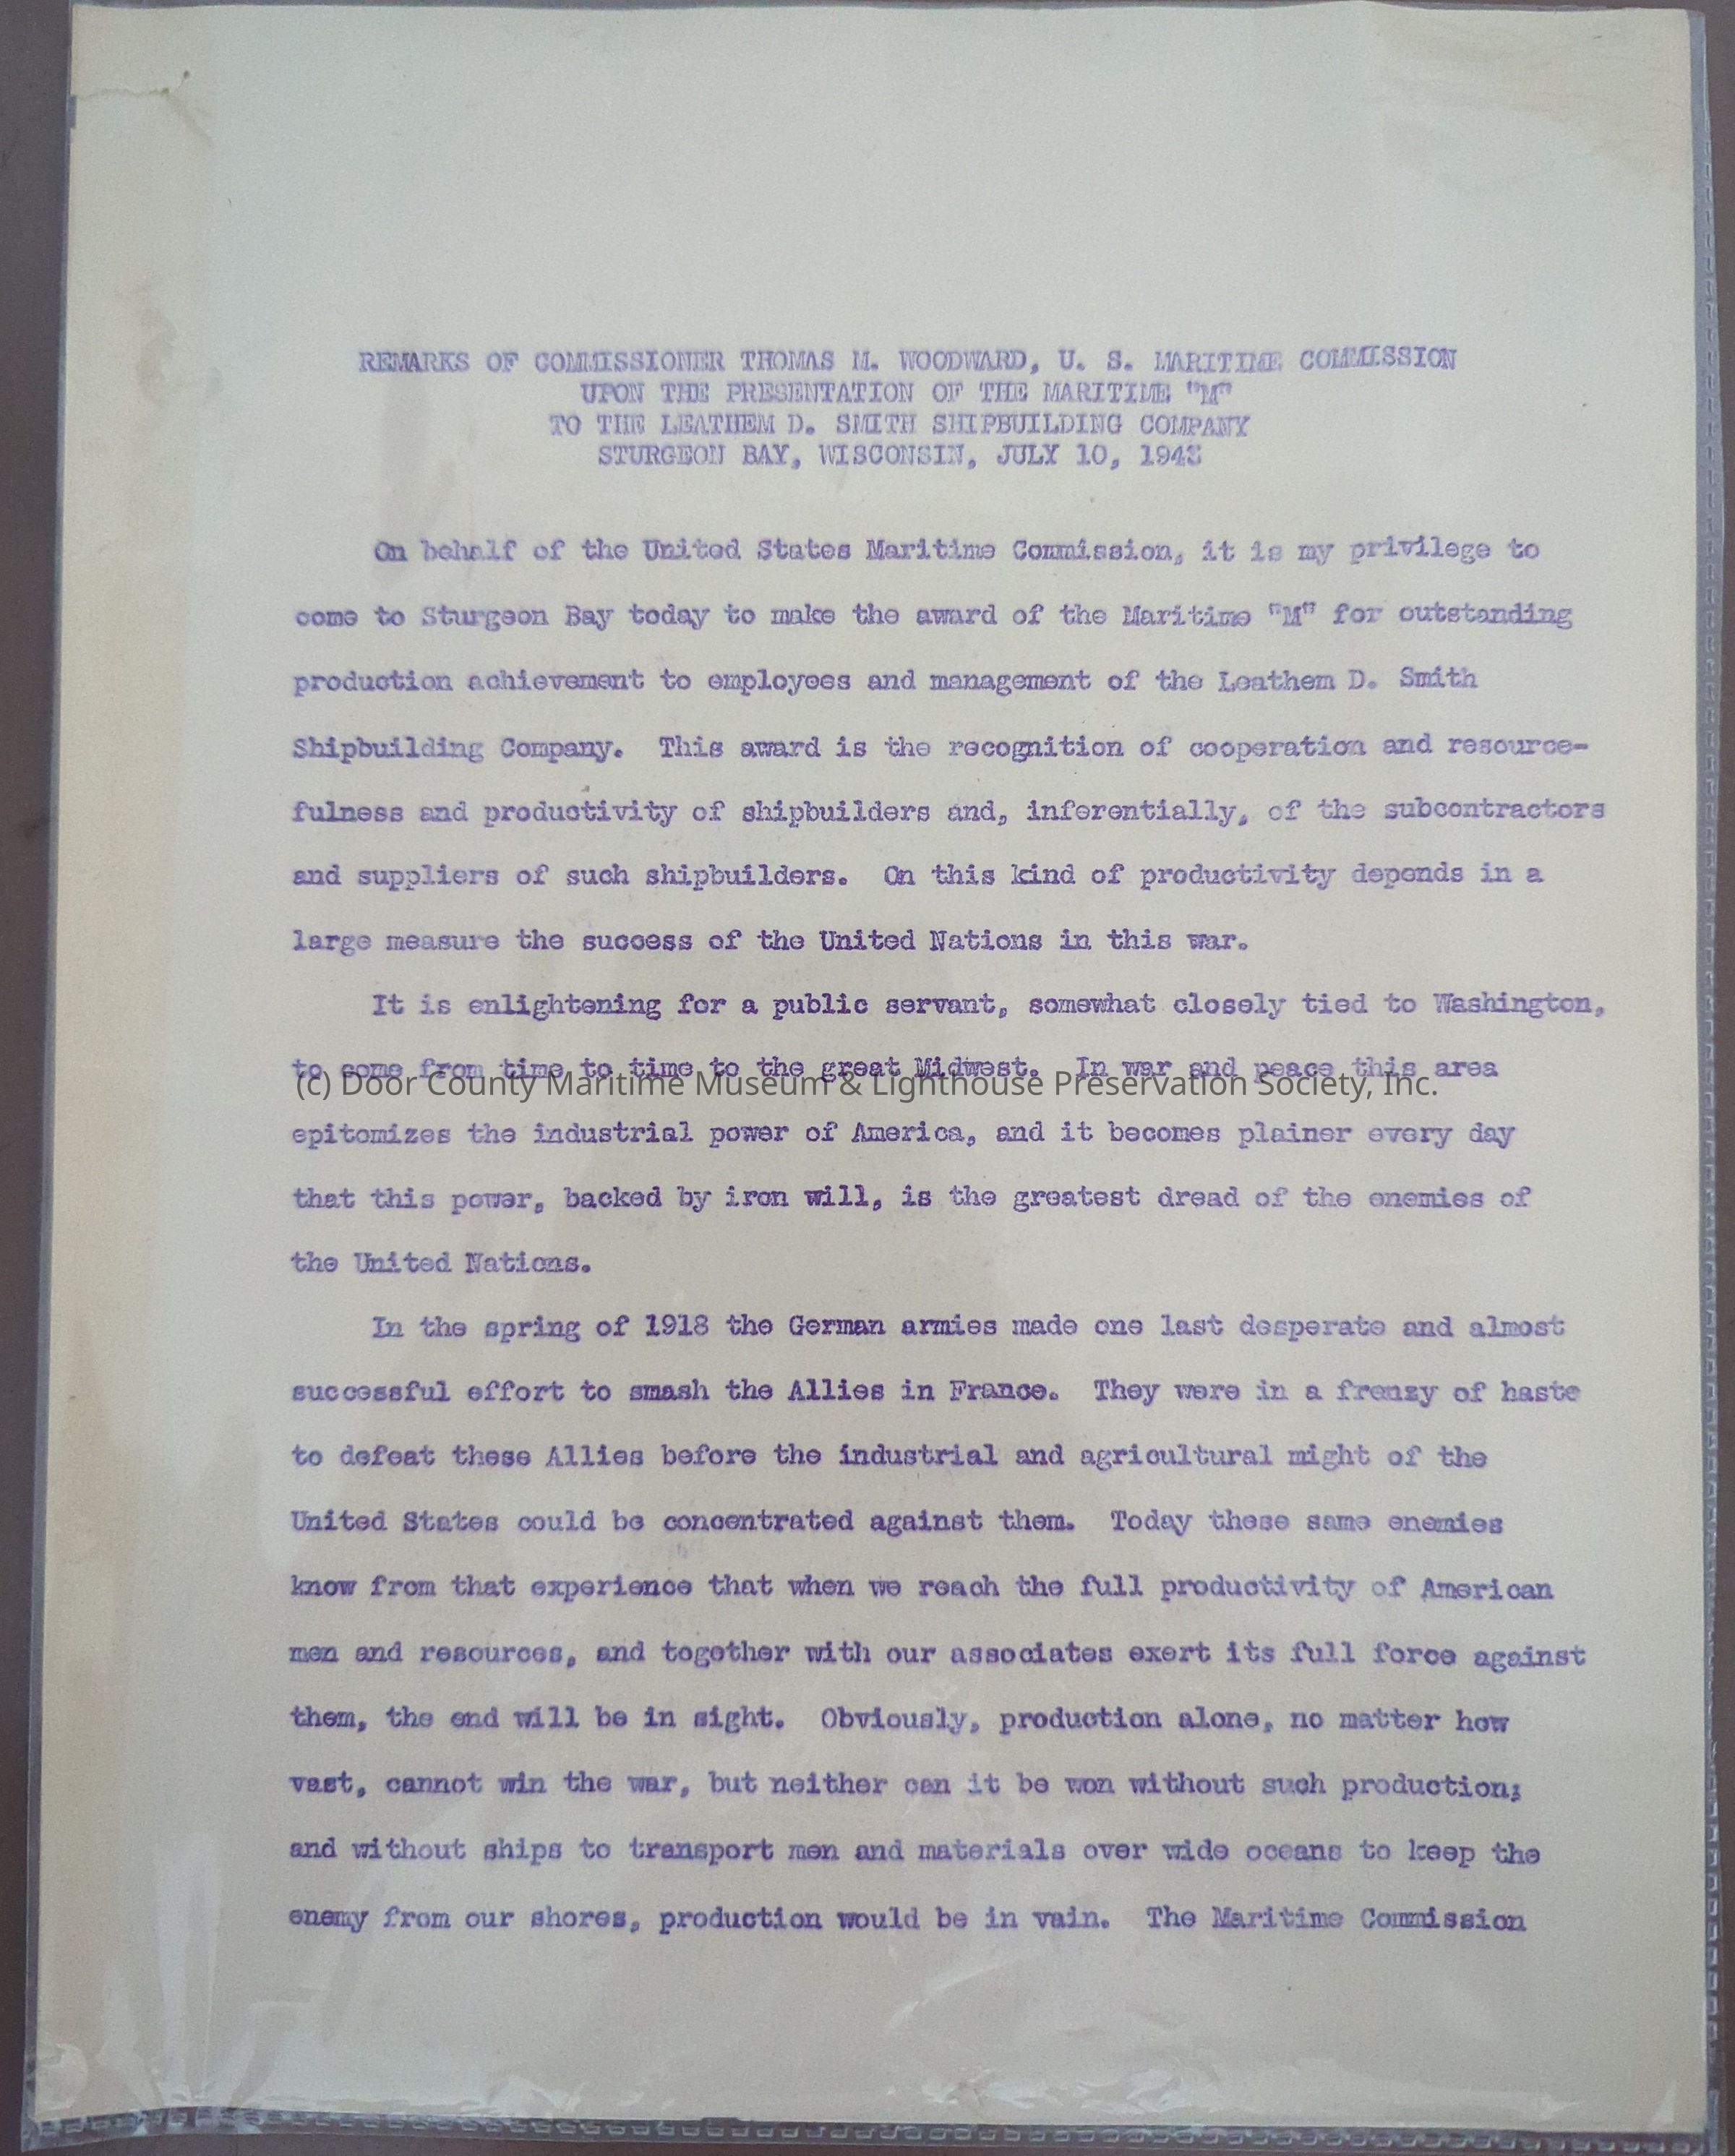 REMARKS OF COMMISSIONER THOMAS M. WOODWARD, U. S. MARITIME COMMISSION
UPON THE PRESENTATION OF THE MARITIME "M"
TO THE LEATHEM D. SMITH SHIPBUILDING COMPANY
STURGEON BAY, WISCONSIN, JULY 10,
On behalf of the United States Maritime Commission, it is my privilege to
come to Sturgeon Bay today to make the award of the Maritime "M" for outstanding
production achievement to employees and management of the Leathem D. Smith
Shipbuilding Company. This award is the recognition of cooperation and resource-
fulness and productivity of shipbuilders and, inferentially, of the subcontractors
and suppliers of such shipbuilders. On this kind of productivity depends in a
large measure the success of the United Nations in this war.
It is enlightening for a public servant, somewhat closely tied to Washington,
to come from time to time to the great Midwest. In war and peace this area
(c) Door County Maritime Museum & Lighthouse Preservation Society, Inc.
epitomizes the industrial power of America, and it becomes plainer every day
that this power, backed by iron will, is the greatest dread of the enemies of
the United Nations.
In the spring of 1918 the German armies made one last desperate and almost
successful effort to smash the Allies in France. They were in a frenzy of haste
to defeat these Allies before the industrial and agricultural might of the
United States could be concentrated against them. Today these same enemies
know from that experience that when we reach the full productivity of American
men and resources, and together with our associates exert its full force against
them, the end will be in sight. Obviously, production alone, no matter how
vast, cannot win the war, but neither can it be won without such production;
and without ships to transport men and materials over wide oceans to keep the
enemy from our shores, production would be in vain. The Maritime Commission